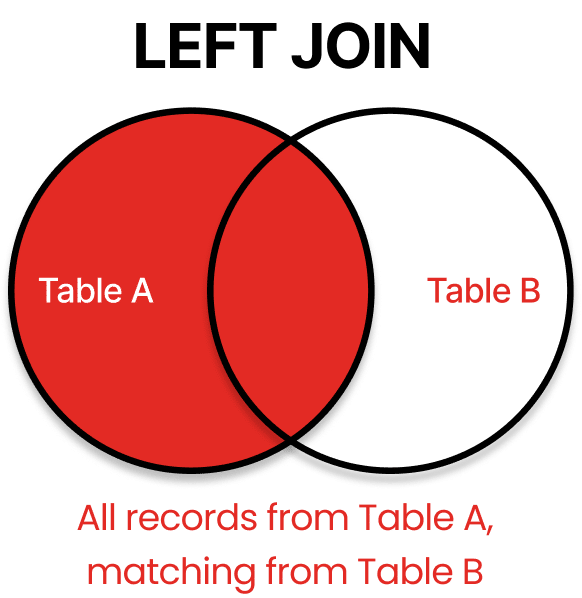 LEFT JOIN
Table A
Table B
All records from Table A,
matching from Table B